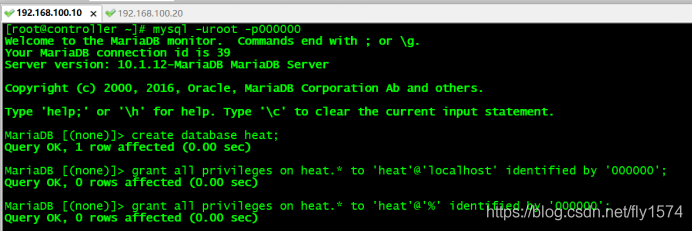 192.168.100.10 × 192.168.100.20
[root@controller ~]# mysql -uroot -p000000
Welcome to the MariaDB monitor.  Commands end with ; or \g.
Your MariaDB connection id is 39
Server version: 10.1.12-MariaDB MariaDB Server
Copyright (c) 2000, 2016, Oracle, MariaDB Corporation Ab and others.
Type 'help;' or '\h' for help. Type '\c' to clear the current input statement.
MariaDB [(none)]> create database heat;
Query OK, 1 row affected (0.00 sec)
MariaDB [(none)]> grant all privileges on heat.* to 'heat'@'localhost' identified by '000000';
Query OK, 0 rows affected (0.00 sec)
MariaDB [(none)]> grant all privileges on heat.* to 'heat'@'%' identified by '000000';
Query OK, 0 rows affected (0.00 sec)
https://blog.csdn.net/fly1574